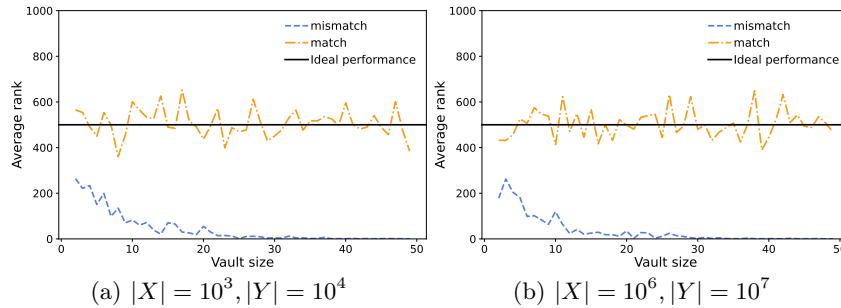 1000
800
600
400
200
0
Average rank
mismatch
match
Ideal performance
0 10 20 30 40 50
Vault size
(a) |X| = 10³, |Y| = 10⁴
1000
800
600
400
200
0
Average rank
mismatch
match
Ideal performance
0 10 20 30 40 50
Vault size
(b) |X| = 10⁶, |Y| = 10⁷